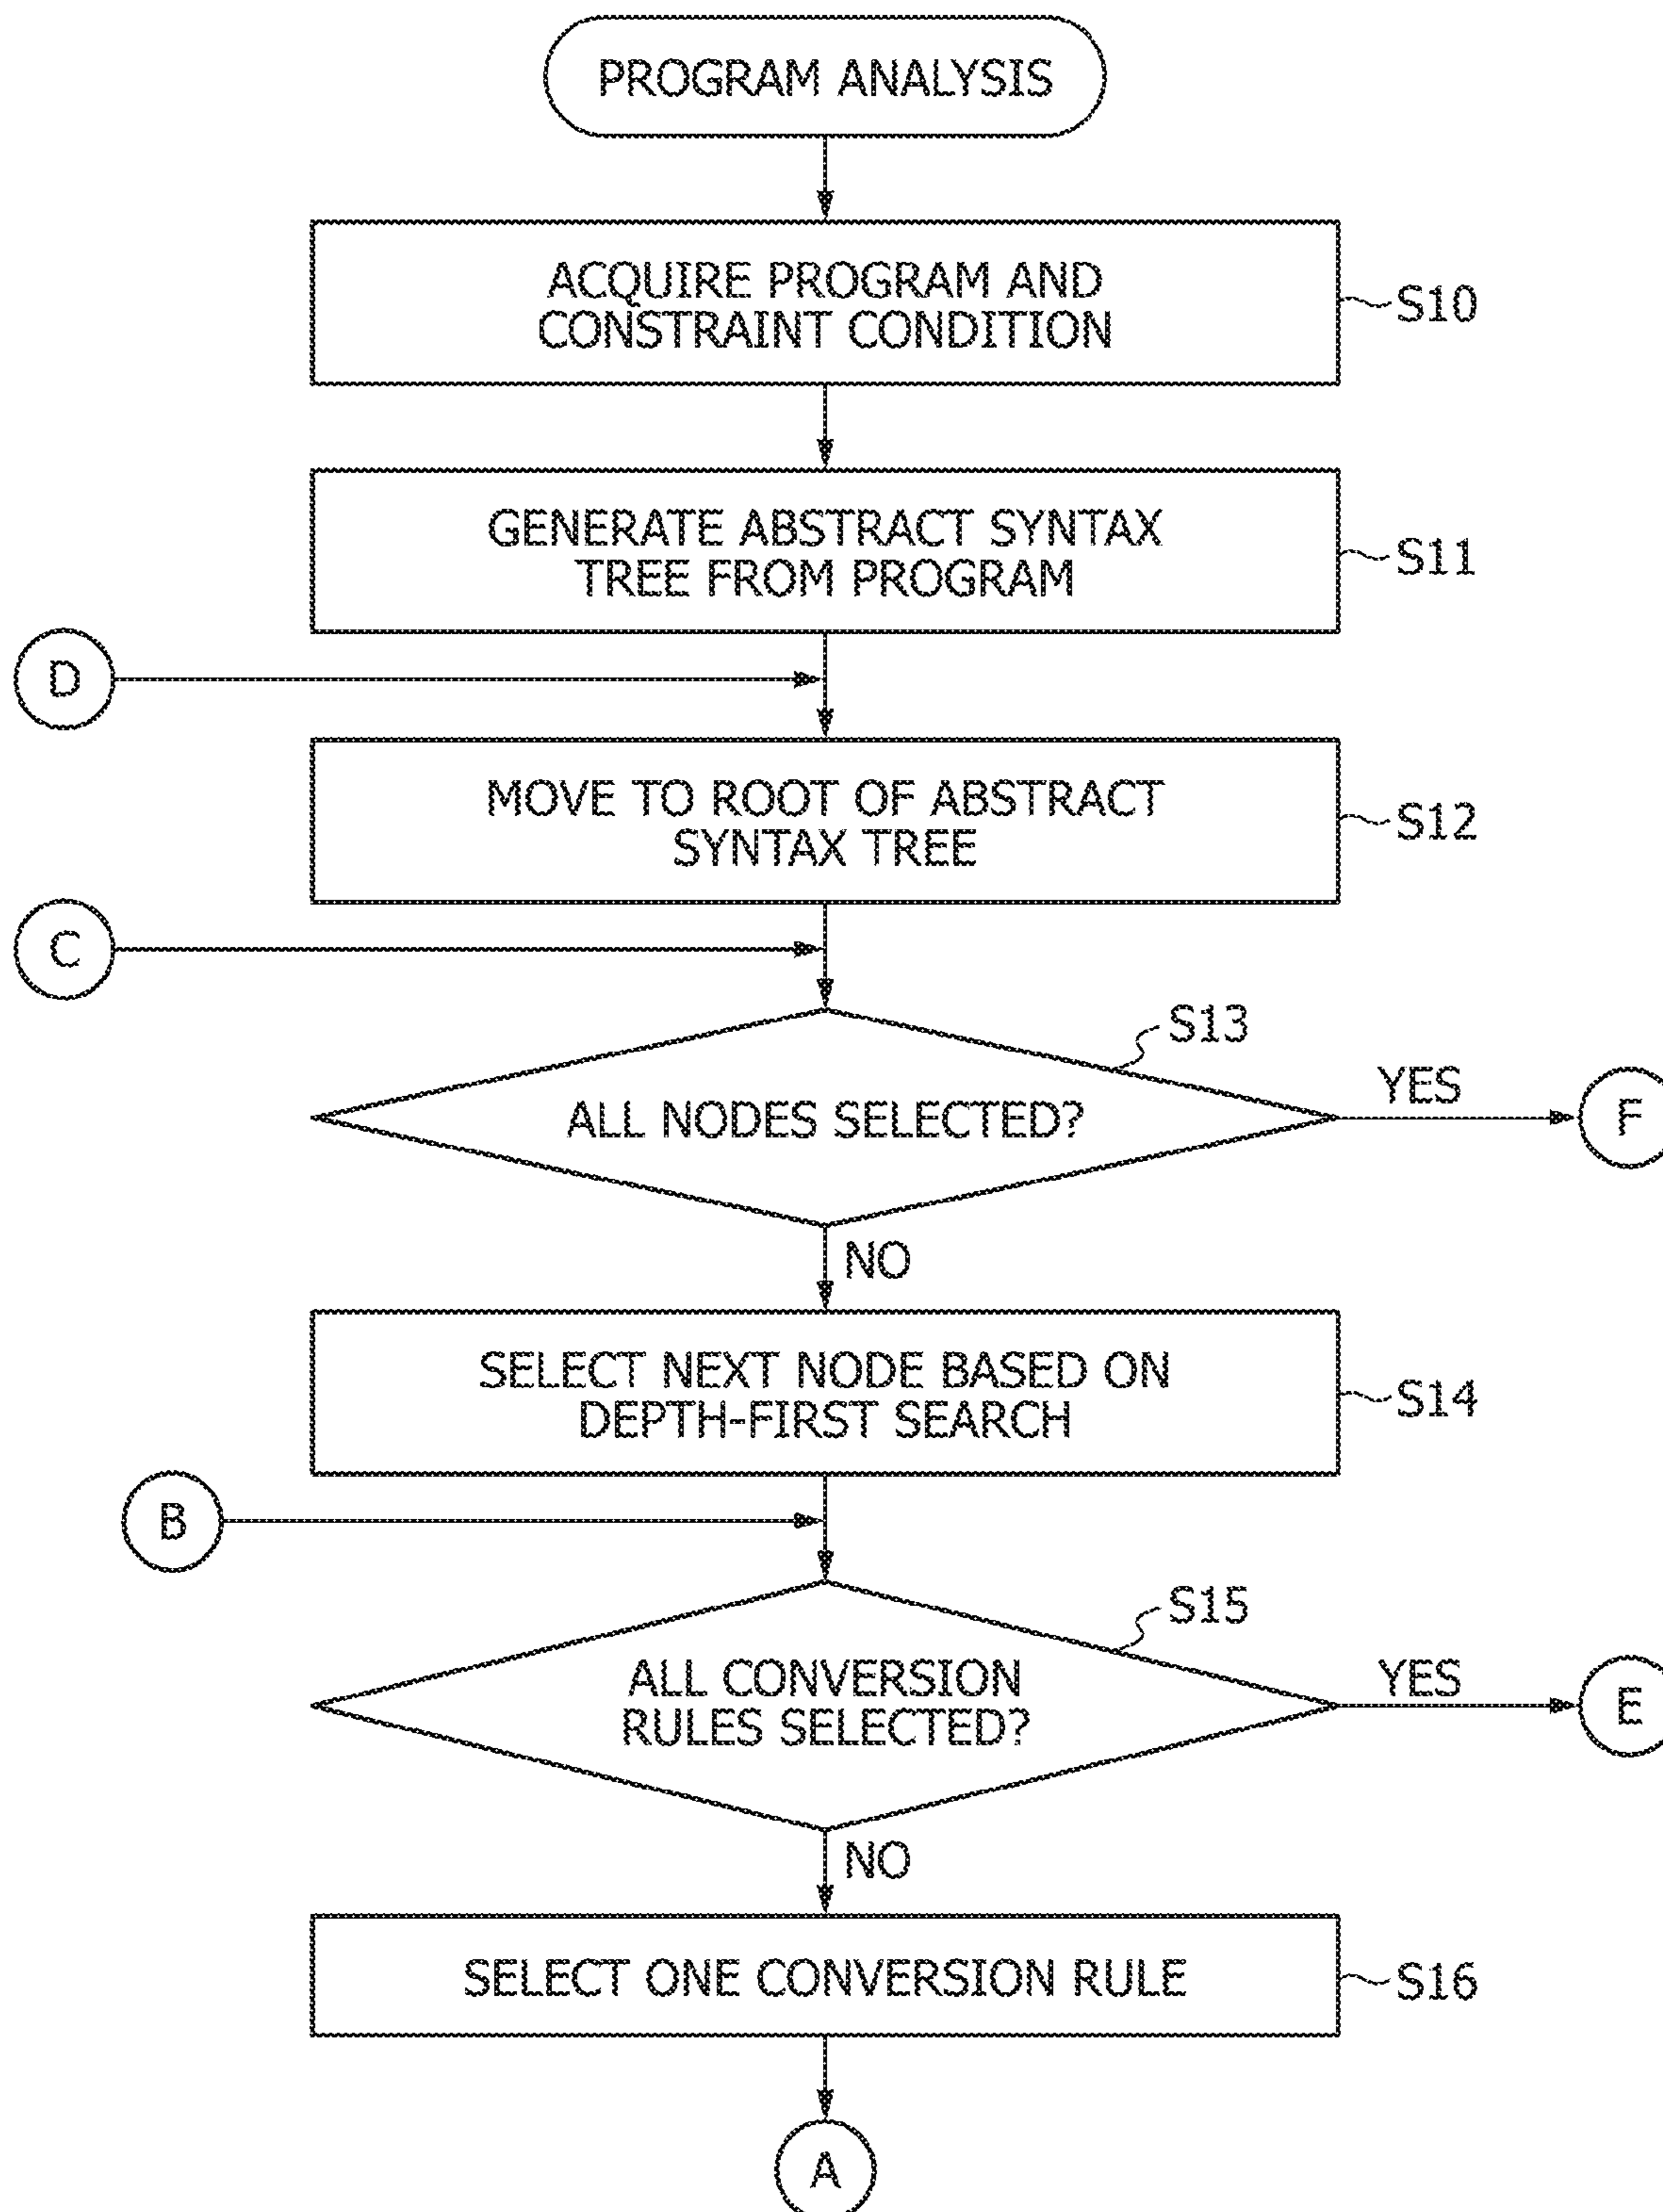 PROGRAM ANALYSIS
ACQUIRE PROGRAM AND
CONSTRAINT CONDITION
S10
GENERATE ABSTRACT SYNTAX
TREE FROM PROGRAM
S11
D
MOVE TO ROOT OF ABSTRACT
SYNTAX TREE
S12
C
S13
ALL NODES SELECTED?
YES
F
NO
SELECT NEXT NODE BASED ON
DEPTH-FIRST SEARCH
S14
B
S15
ALL CONVERSION
RULES SELECTED?
YES
E
NO
SELECT ONE CONVERSION RULE
S16
A